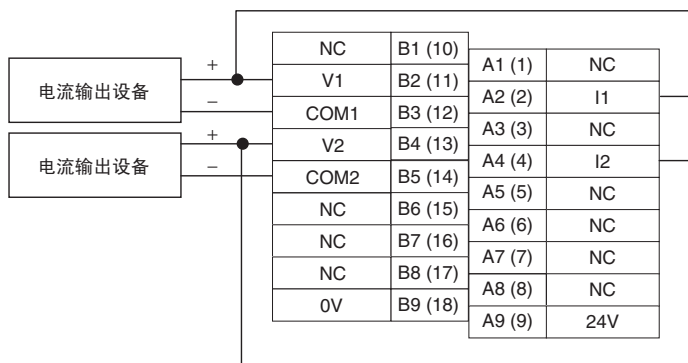 电流输出设备
+
−
电流输出设备
+
−
NC B1 (10)
V1 B2 (11)
COM1 B3 (12)
V2 B4 (13)
COM2 B5 (14)
NC B6 (15)
NC B7 (16)
NC B8 (17)
0V B9 (18)
A1 (1) NC
A2 (2) I1
A3 (3) NC
A4 (4) I2
A5 (5) NC
A6 (6) NC
A7 (7) NC
A8 (8) NC
A9 (9) 24V